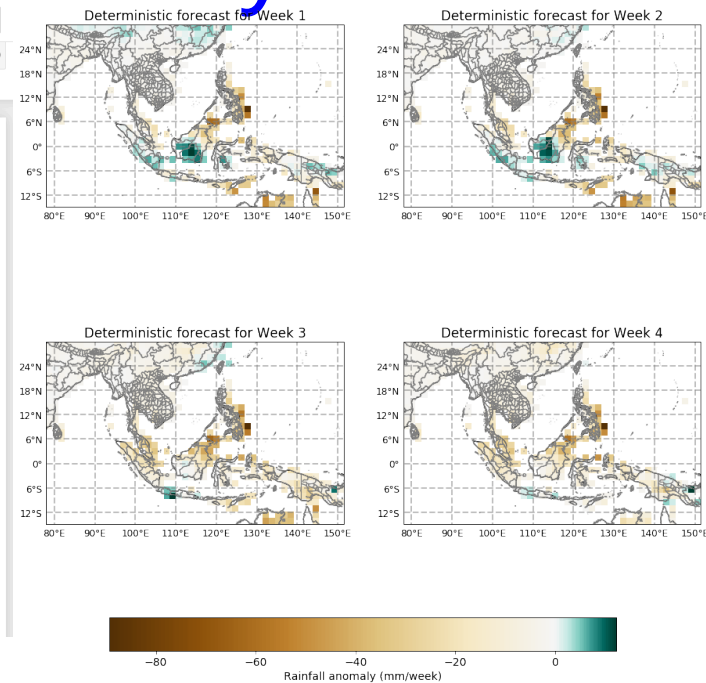 Deterministic forecast for Week 1
24°N
18°N
12°N
6°N
0°
6°S
12°S
80°E 90°E 100°E 110°E 120°E 130°E 140°E 150°E
Deterministic forecast for Week 2
24°N
18°N
12°N
6°N
0°
6°S
12°S
80°E 90°E 100°E 110°E 120°E 130°E 140°E 150°E
Deterministic forecast for Week 3
24°N
18°N
12°N
6°N
0°
6°S
12°S
80°E 90°E 100°E 110°E 120°E 130°E 140°E 150°E
Deterministic forecast for Week 4
24°N
18°N
12°N
6°N
0°
6°S
12°S
80°E 90°E 100°E 110°E 120°E 130°E 140°E 150°E
−80 −60 −40 −20 0
Rainfall anomaly (mm/week)